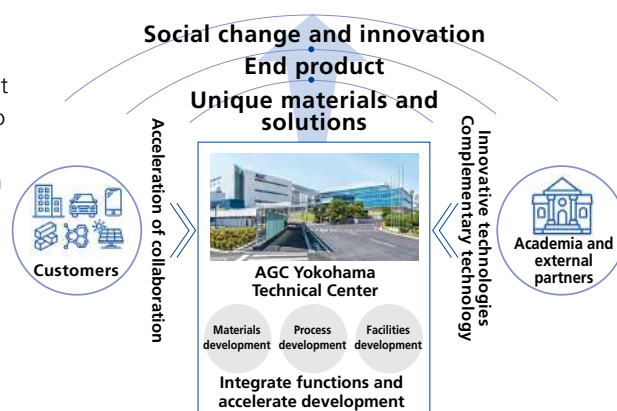 Social change and innovation
End product
Unique materials and
solutions
t
o
n
Customers
Acceleration of collaboration
AGC Yokohama
Technical Center
Materials
development
Process
development
Facilities
development
Integrate functions and
accelerate development
Innovative technologies
Complementary technology
Academia and
external
partners